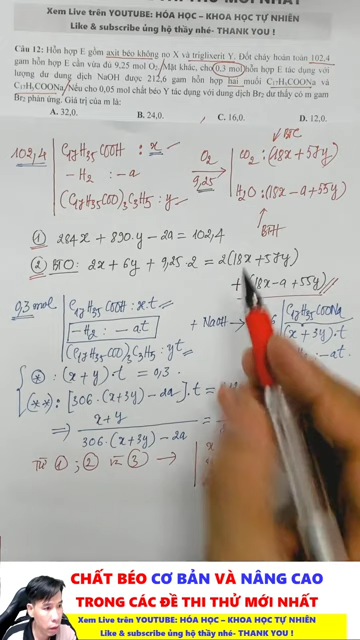 Xem Live trên YOUTUBE: HÓA HỌC – KHOA HỌC TỰ NHIÊN
Like & subscribe ủng hộ thầy nhé- THANK YOU !
Câu 12: Hỗn hợp E gồm axit béo không no X và triglixerit Y. Đốt cháy hoàn toàn 102,4
gam hỗn hợp E cần vừa đủ 9,25 mol O₂. Mặt khác, cho 0,3 mol hỗn hợp E tác dụng với
lượng dư dung dịch NaOH được 212,6 gam hỗn hợp hai muối C₁₇HₓCOONa và
C₁₇HᵧCOONa. Nếu cho 0,05 mol chất béo Y tác dụng với dung dịch Br₂ dư thấy có m gam
Br₂ phản ứng. Giá trị của m là:
A. 32,0. B. 24,0. C. 16,0. D. 12,0.
BTC
102,4 C₁₇H₃₅COOH : x
-H₂ : -a
(C₁₇H₃₅COO)₃C₃H₅ : y
O₂
9,25
CO₂ : (18x + 57y)
H₂O : (18x - a + 55y)
BTH
① 284x + 890y - 2a = 102,4
② BTO: 2x + 6y + 9,25.2 = 2(18x + 57y)
+ (18x - a + 55y)
0,3 mol C₁₇H₃₅COOH : xt
-H₂ : -at
(C₁₇H₃₅COO)₃C₃H₅ : yt
+ NaOH → C₁₇H₃₅COONa
(x + 3y).t
-H₂ : -at.
(*) : (x + y).t = 0,3.
(**) : [306.(x + 3y) - 2a].t =
⇒ x + y / 306.(x + 3y) - 2a =
Từ ①; ② và ③ →
CHẤT BÉO CƠ BẢN VÀ NÂNG CAO
TRONG CÁC ĐỀ THI THỬ MỚI NHẤT
Xem Live trên YOUTUBE: HÓA HỌC – KHOA HỌC TỰ NHIÊN
Like & subscribe ủng hộ thầy nhé- THANK YOU !